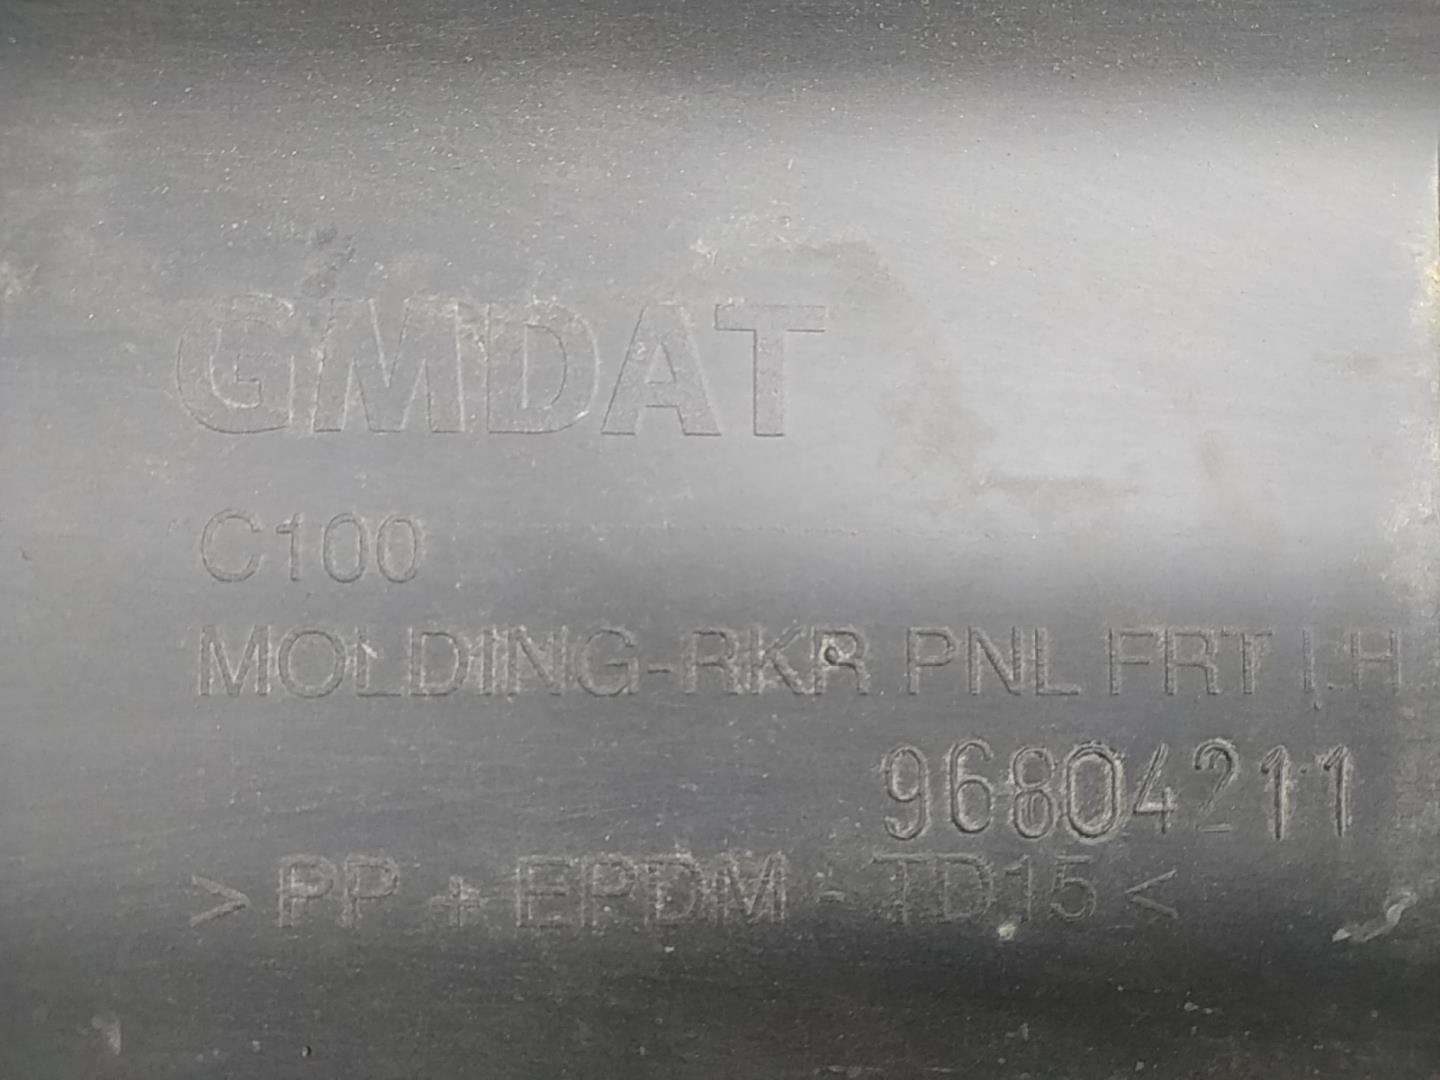 GMDAT
C100
MOLDING-RKR PNL FRT LH
96804211
> PP + EPDM - TD15 <